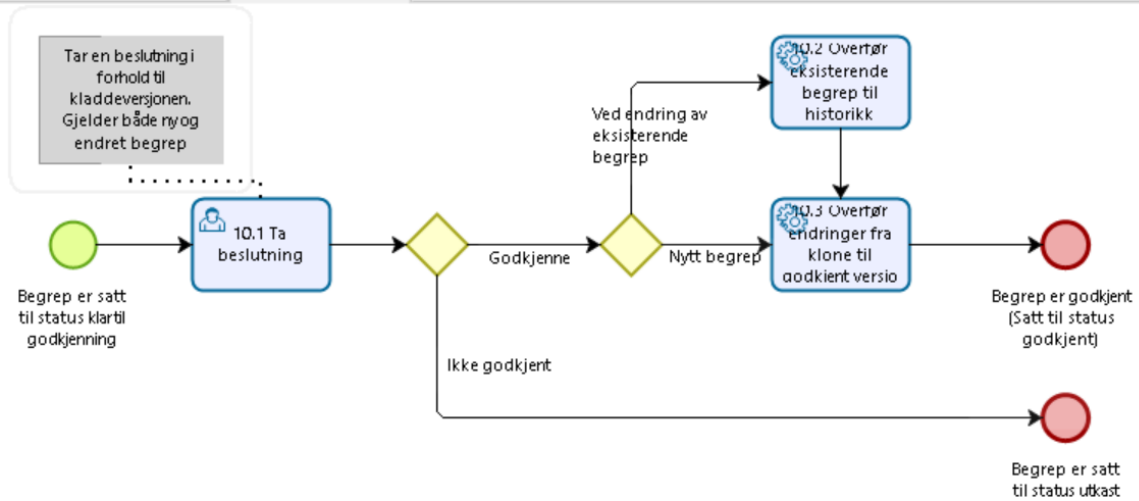 Tar en beslutning i
forhold til
kladdeversjonen.
Gjelder både ny og
endret begrep
10.2 Overfør
eksisterende
begrep til
historikk
Ved endring av
eksisterende
begrep
10.1 Ta
beslutning
Godkjenne
Nytt begrep
10.3 Overfør
endringer fra
klone til
godkjent versjo
Begrep er satt
til status klar til
godkjenning
Begrep er godkjent
(Satt til status
godkjent)
Ikke godkjent
Begrep er satt
til status utkast